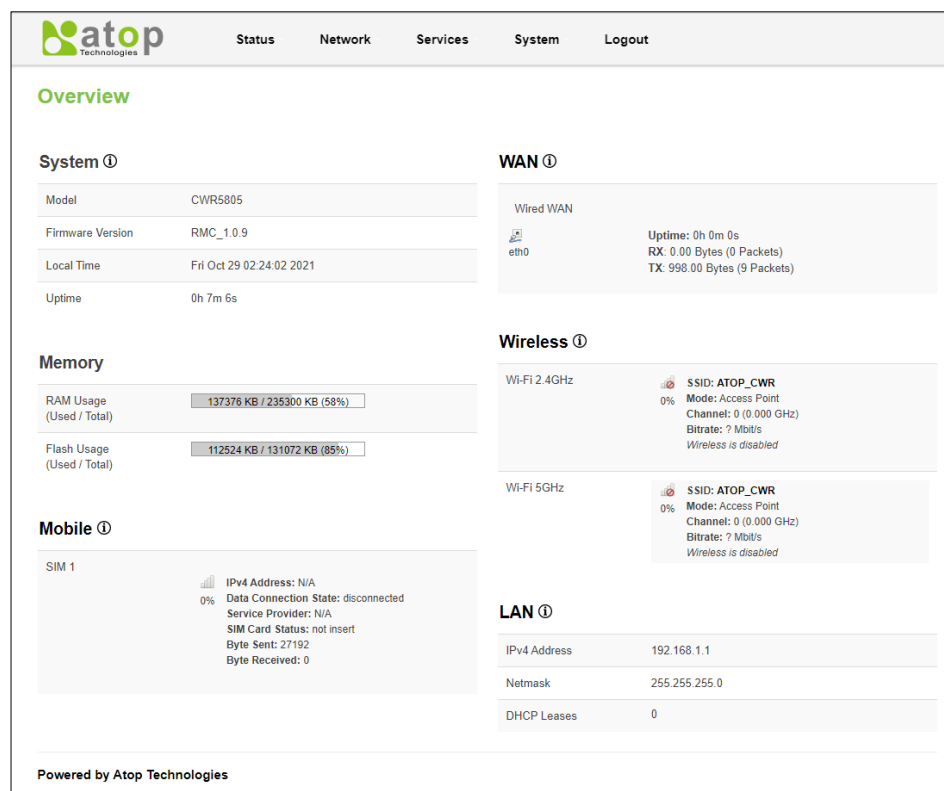 atop
Technologies
Status Network Services System Logout
Overview
System
Model CWR5805
Firmware Version RMC_1.0.9
Local Time Fri Oct 29 02:24:02 2021
Uptime 0h 7m 6s
Memory
RAM Usage
(Used / Total)
137376 KB / 235300 KB (58%)
Flash Usage
(Used / Total)
112524 KB / 131072 KB (85%)
Mobile
SIM 1
0%
IPv4 Address: N/A
Data Connection State: disconnected
Service Provider: N/A
SIM Card Status: not insert
Byte Sent: 27192
Byte Received: 0
WAN
Wired WAN
eth0
Uptime: 0h 0m 0s
RX: 0.00 Bytes (0 Packets)
TX: 998.00 Bytes (9 Packets)
Wireless
Wi-Fi 2.4GHz
0%
SSID: ATOP_CWR
Mode: Access Point
Channel: 0 (0.000 GHz)
Bitrate: ? Mbit/s
Wireless is disabled
Wi-Fi 5GHz
0%
SSID: ATOP_CWR
Mode: Access Point
Channel: 0 (0.000 GHz)
Bitrate: ? Mbit/s
Wireless is disabled
LAN
IPv4 Address 192.168.1.1
Netmask 255.255.255.0
DHCP Leases 0
Powered by Atop Technologies